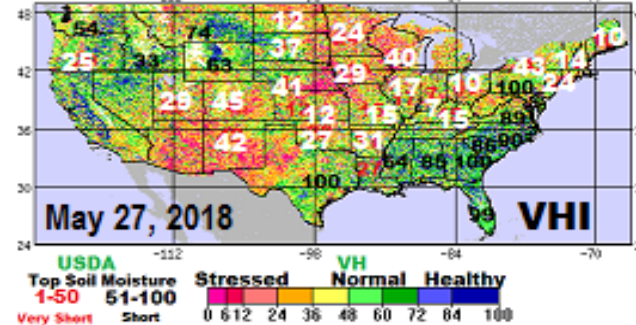 48
54 74 12 24 10
37
25 33 63 40 43 14
42
29 10 24
41 17 100
29 45 7
36
12 15 15 89
42 27 31 86 90
64 85 100
30
100 27
99
May 27, 2018 VHI
24
-112 -98 -84 -70
USDA VH
Top Soil Moisture Stressed Normal Healthy
1-50 51-100
Very Short Short
0 6 12 24 36 48 60 72 84 100